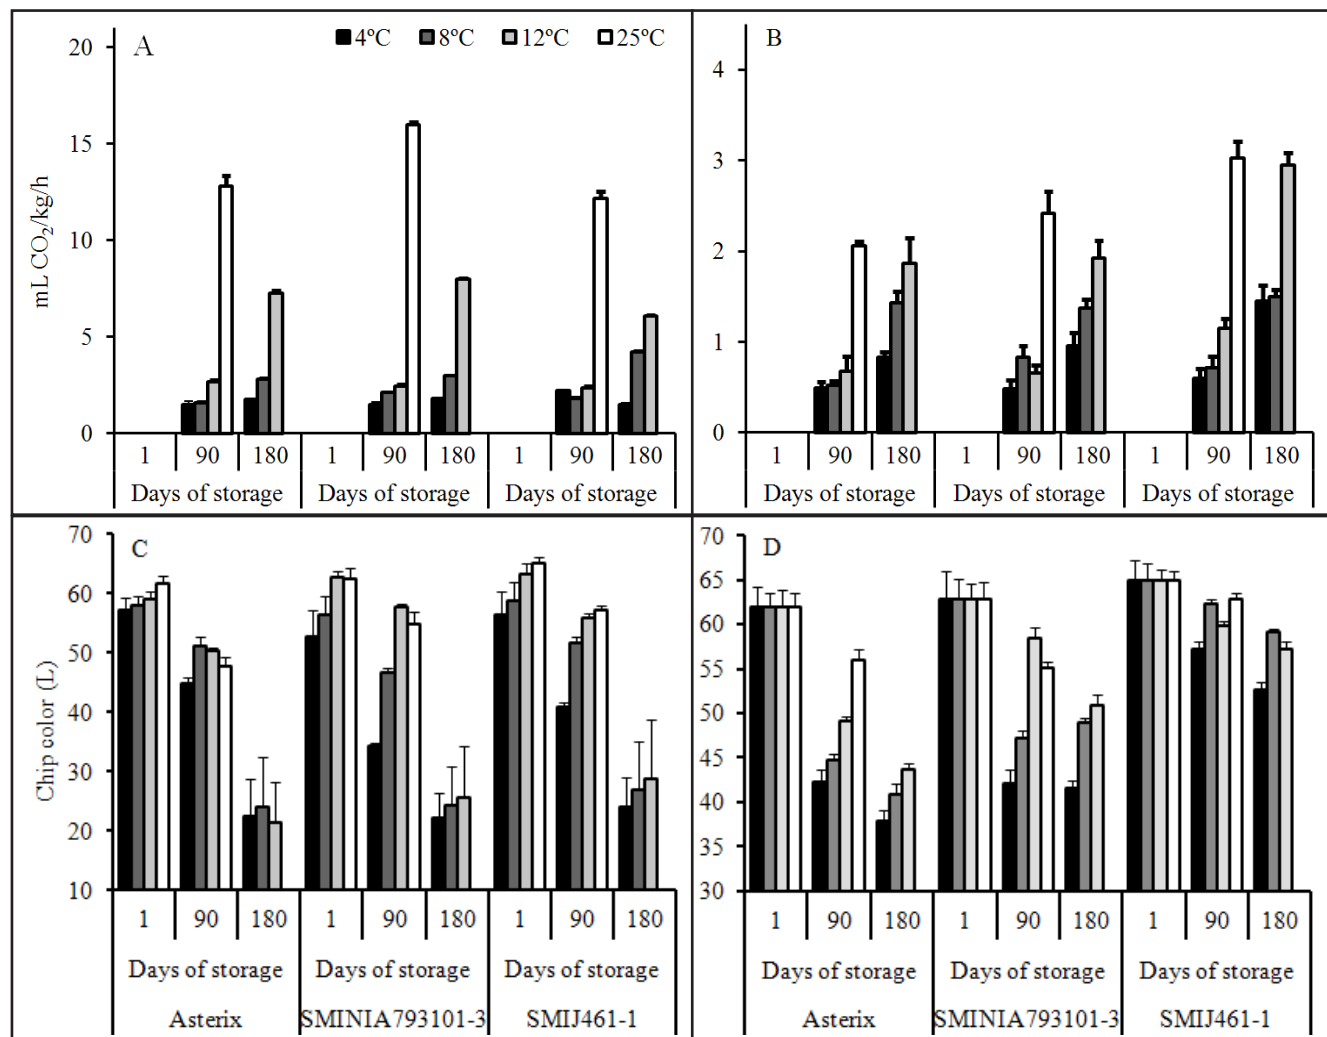 A
4ºC 8ºC 12ºC 25ºC
mL CO2/kg/h
20
15
10
5
0
1 90 180 1 90 180 1 90 180
Days of storage Days of storage Days of storage
B
4
3
2
1
0
1 90 180 1 90 180 1 90 180
Days of storage Days of storage Days of storage
C
Chip color (L)
70
60
50
40
30
20
10
1 90 180 1 90 180 1 90 180
Days of storage Days of storage Days of storage
Asterix SMINIA793101-3 SMIJ461-1
D
70
65
60
55
50
45
40
35
30
1 90 180 1 90 180 1 90 180
Days of storage Days of storage Days of storage
Asterix SMINIA793101-3 SMIJ461-1